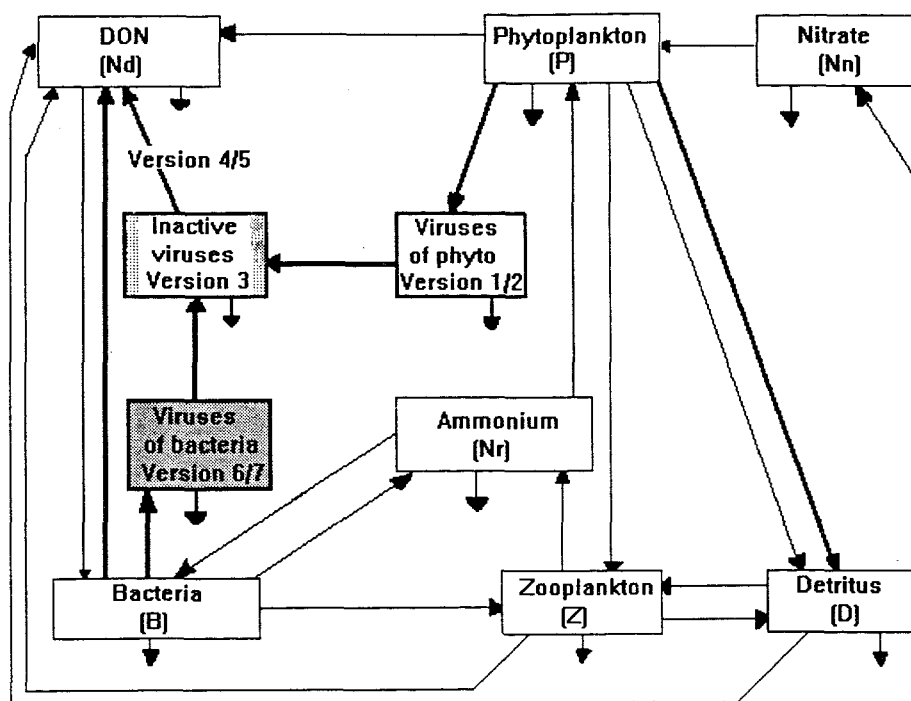 DON
(Nd)
Phytoplankton
(P)
Nitrate
(Nn)
Version 4/5
Inactive
viruses
Version 3
Viruses
of phyto
Version 1/2
Viruses
of bacteria
Version 6/7
Ammonium
(Nr)
Bacteria
(B)
Zooplankton
(Z)
Detritus
(D)